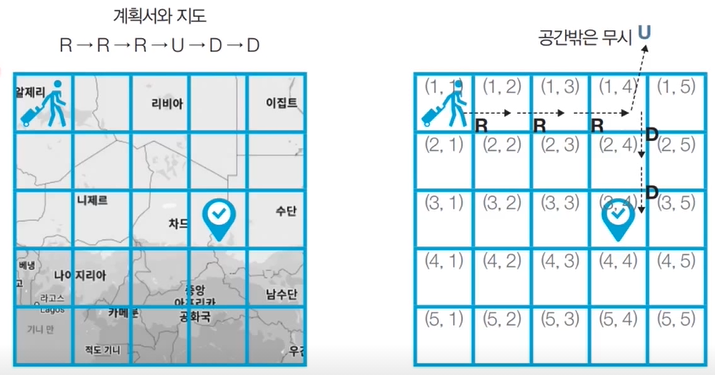 계획서와 지도
R → R → R → U → D → D
알제리
리비아
이집트
니제르
차드
수단
베냉
나이지리아
라고스
Lagos
중앙
아프리카
공화국
남수단
카메룬
기니 만
적도 기니
공간밖은 무시 U
(1, 1) (1, 2) (1, 3) (1, 4) (1, 5)
R R R D
(2, 1) (2, 2) (2, 3) (2, 4) (2, 5)
D
(3, 1) (3, 2) (3, 3) (3, 4) (3, 5)
(4, 1) (4, 2) (4, 3) (4, 4) (4, 5)
(5, 1) (5, 2) (5, 3) (5, 4) (5, 5)